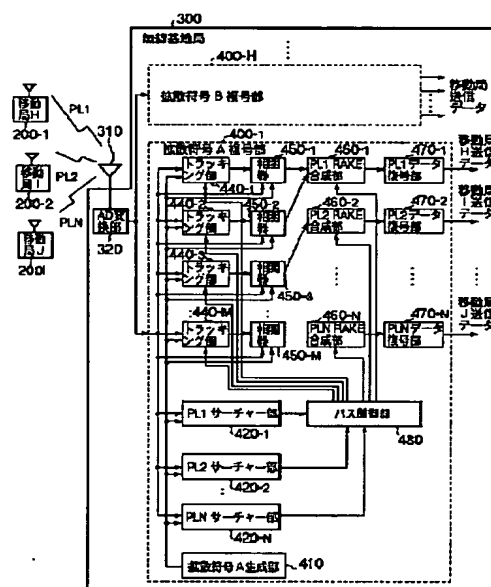 300
無線基地局
400-H
PL1
移動局H
200-1
310
PL2
移動局I
200-2
PLN
移動局J
200l
AD変換部
320
拡散符号B復号部
移動局送信データ
400-1
拡散符号A復号部
450-1
460-1
470-1
移動局H送信データ
トラッキング部
相関器
PL1 RAKE合成部
PL1データ復号部
440-1
440-2
450-2
460-2
470-2
移動局I送信データ
トラッキング部
相関器
PL2 RAKE合成部
PL2データ復号部
440-3
トラッキング部
相関器
450-3
440-M
460-N
470-N
移動局J送信データ
トラッキング部
相関器
PLN RAKE合成部
PLNデータ復号部
450-M
PL1 サーチャー部
パス制御部
420-1
480
PL2 サーチャー部
420-2
PLN サーチャー部
420-N
拡散符号A生成部
410